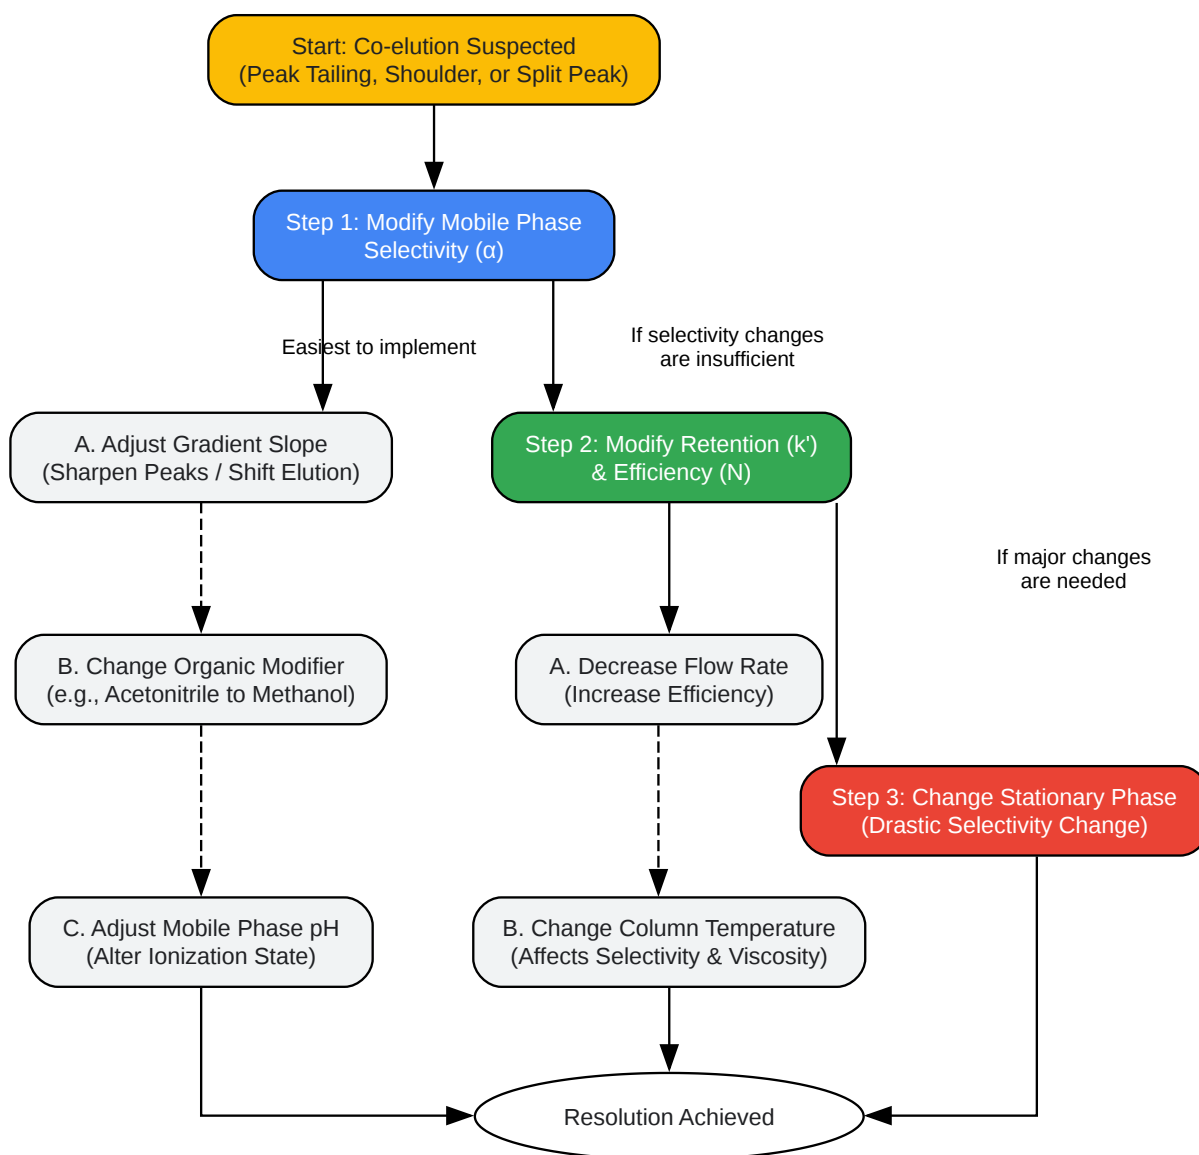 Start: Co-elution Suspected
(Peak Tailing, Shoulder, or Split Peak)
Step 1: Modify Mobile Phase
Selectivity (α)
Easiest to implement
If selectivity changes
are insufficient
A. Adjust Gradient Slope
(Sharpen Peaks / Shift Elution)
Step 2: Modify Retention (k')
& Efficiency (N)
If major changes
are needed
B. Change Organic Modifier
(e.g., Acetonitrile to Methanol)
A. Decrease Flow Rate
(Increase Efficiency)
Step 3: Change Stationary Phase
(Drastic Selectivity Change)
C. Adjust Mobile Phase pH
(Alter Ionization State)
B. Change Column Temperature
(Affects Selectivity & Viscosity)
Resolution Achieved